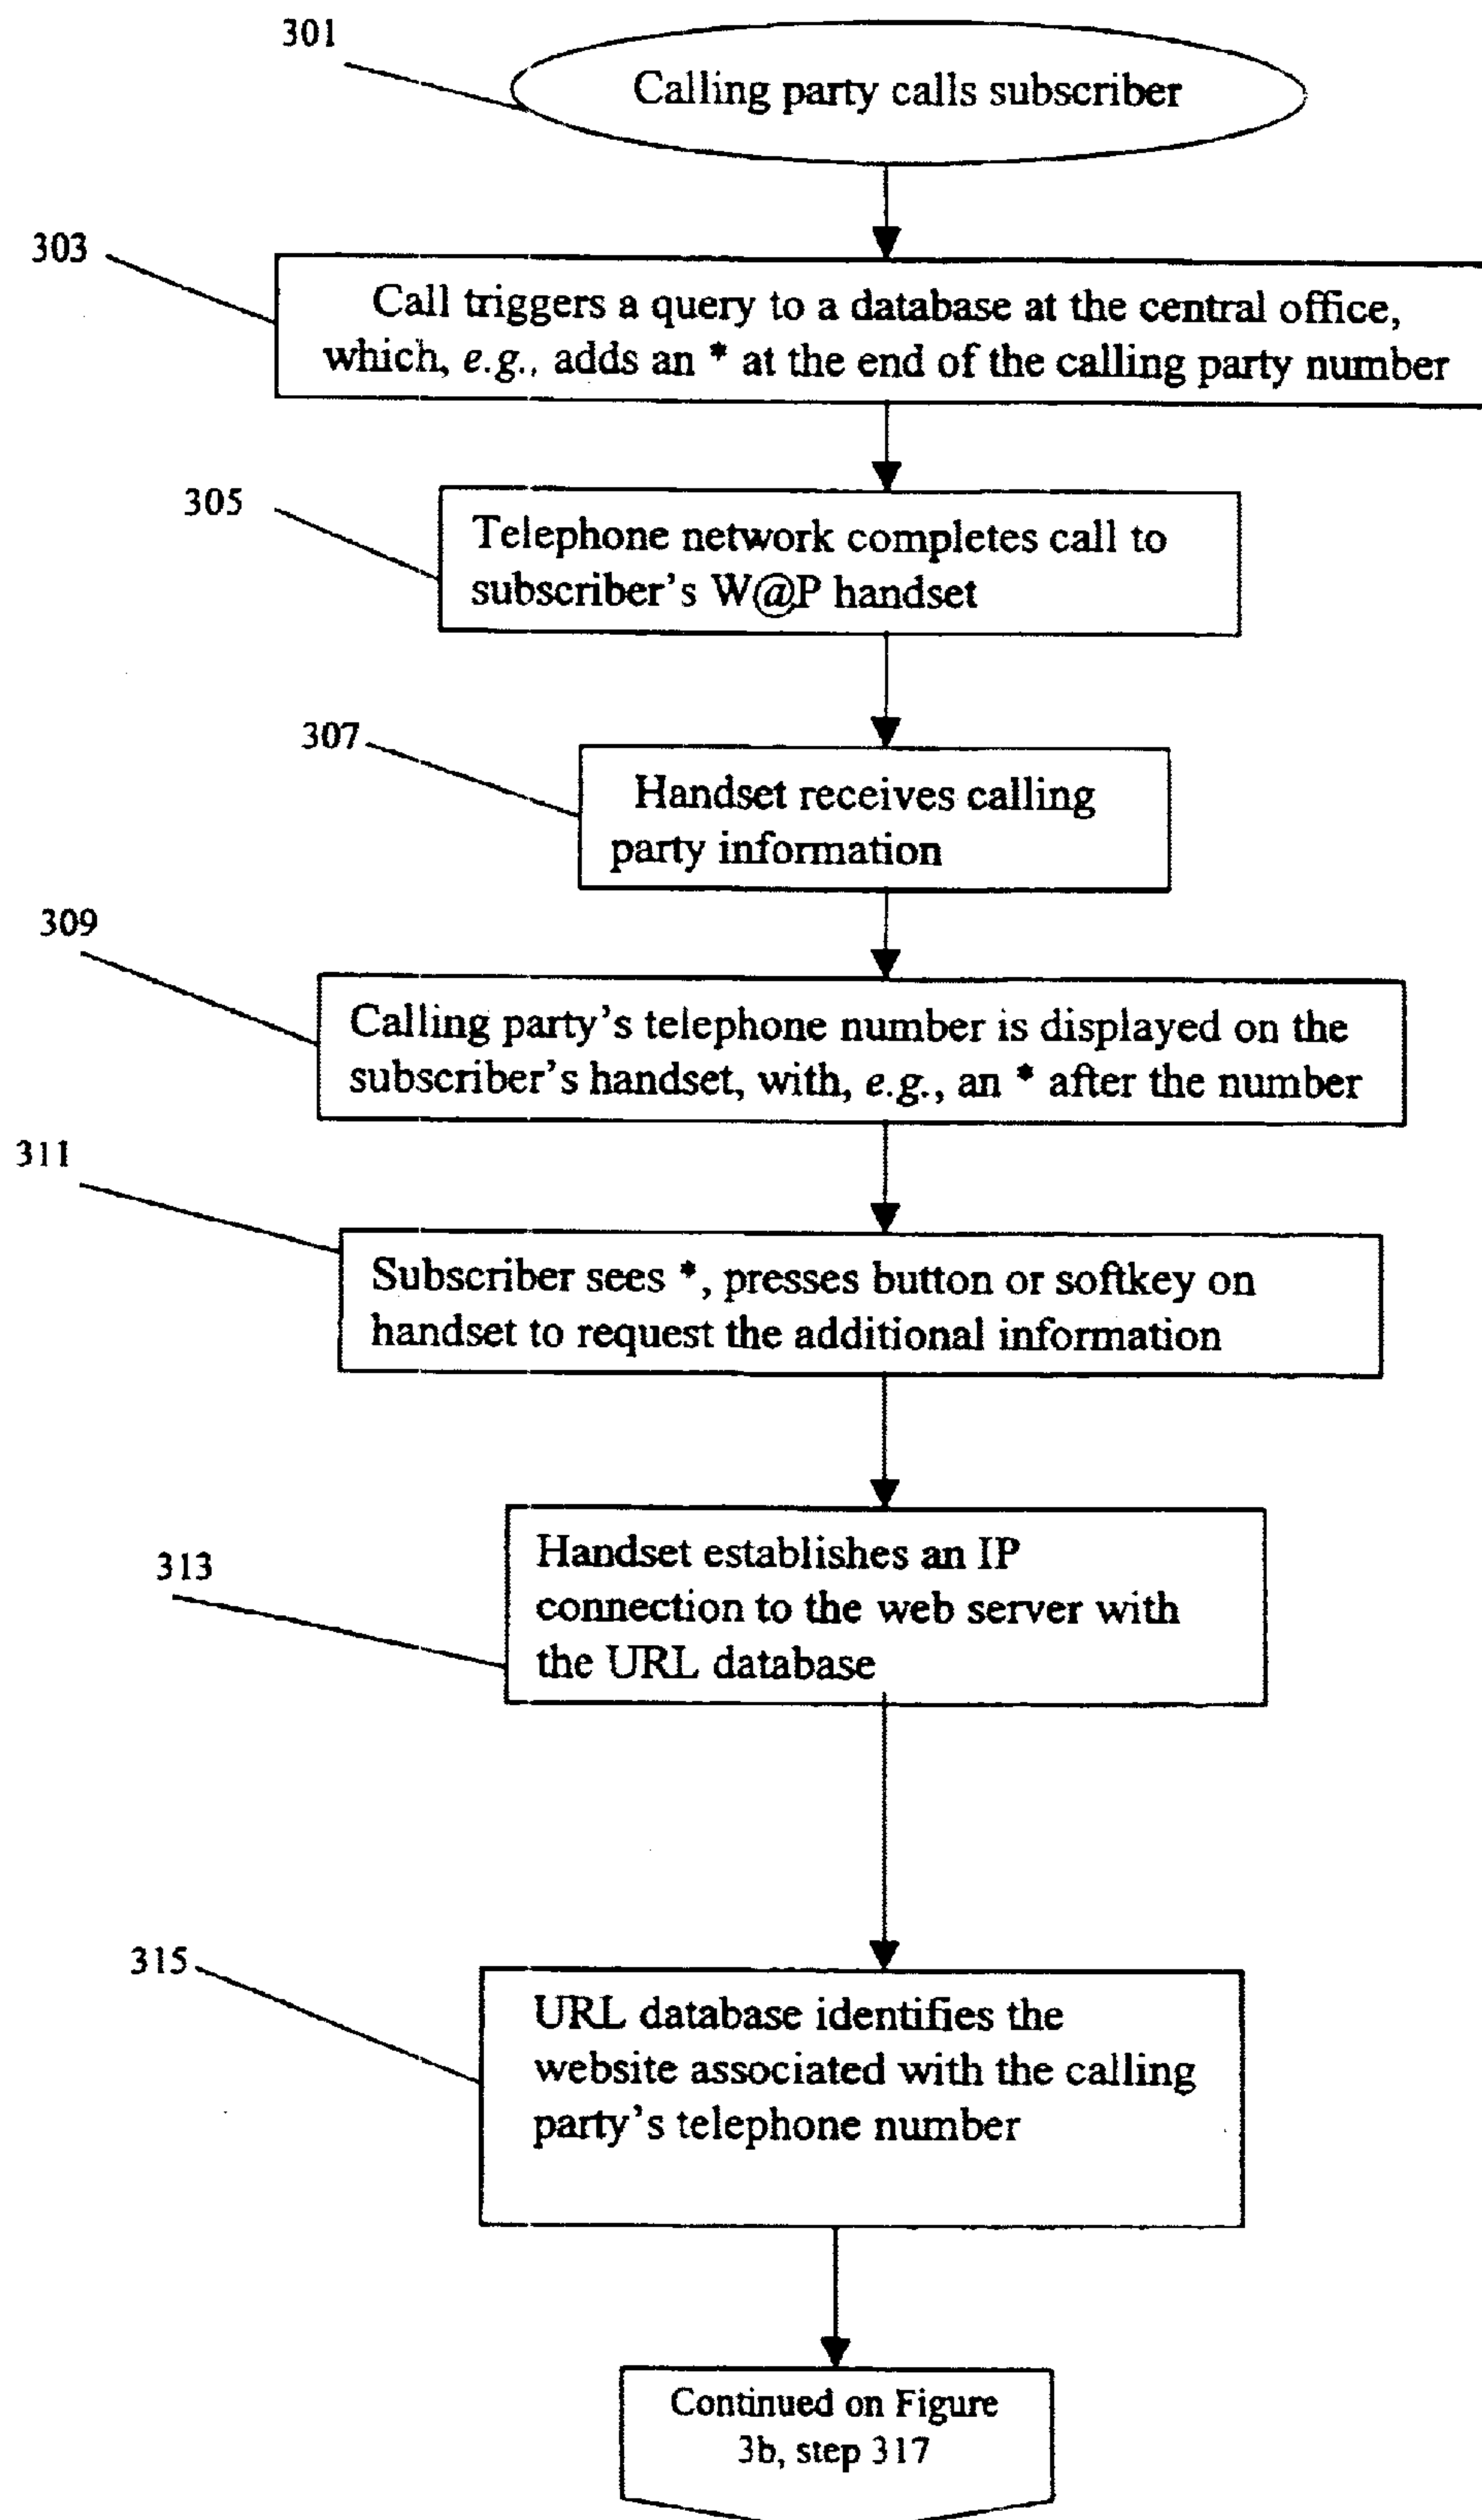 301
Calling party calls subscriber
303
Call triggers a query to a database at the central office,
which, e.g., adds an * at the end of the calling party number
305
Telephone network completes call to
subscriber's W@P handset
307
Handset receives calling
party information
309
Calling party's telephone number is displayed on the
subscriber's handset, with, e.g., an * after the number
311
Subscriber sees *, presses button or softkey on
handset to request the additional information
313
Handset establishes an IP
connection to the web server with
the URL database
315
URL database identifies the
website associated with the calling
party's telephone number
Continued on Figure
3b, step 317